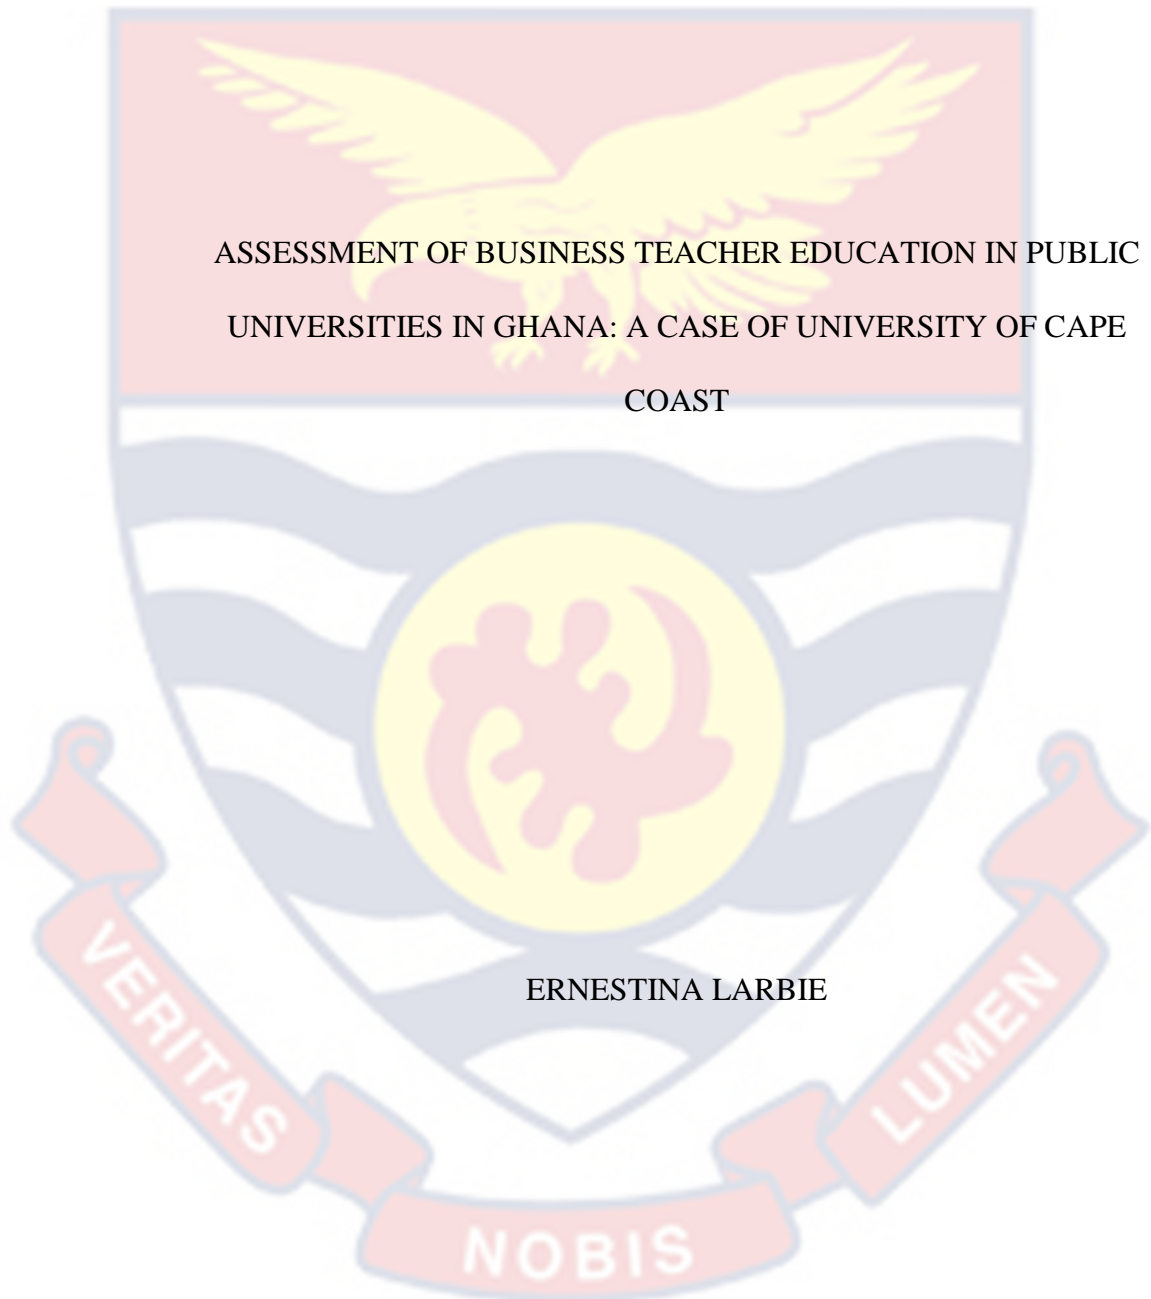 ASSESSMENT OF BUSINESS TEACHER EDUCATION IN PUBLIC
UNIVERSITIES IN GHANA: A CASE OF UNIVERSITY OF CAPE
COAST
ERNESTINA LARBIE
VERITAS
NOBIS
LUMEN